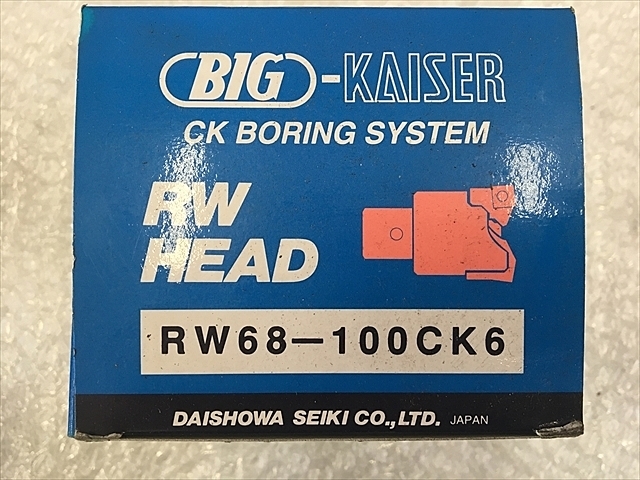 BIG-KAISER
CK BORING SYSTEM
RW
HEAD
RW68-100CK6
DAISHOWA SEIKI CO.,LTD. JAPAN